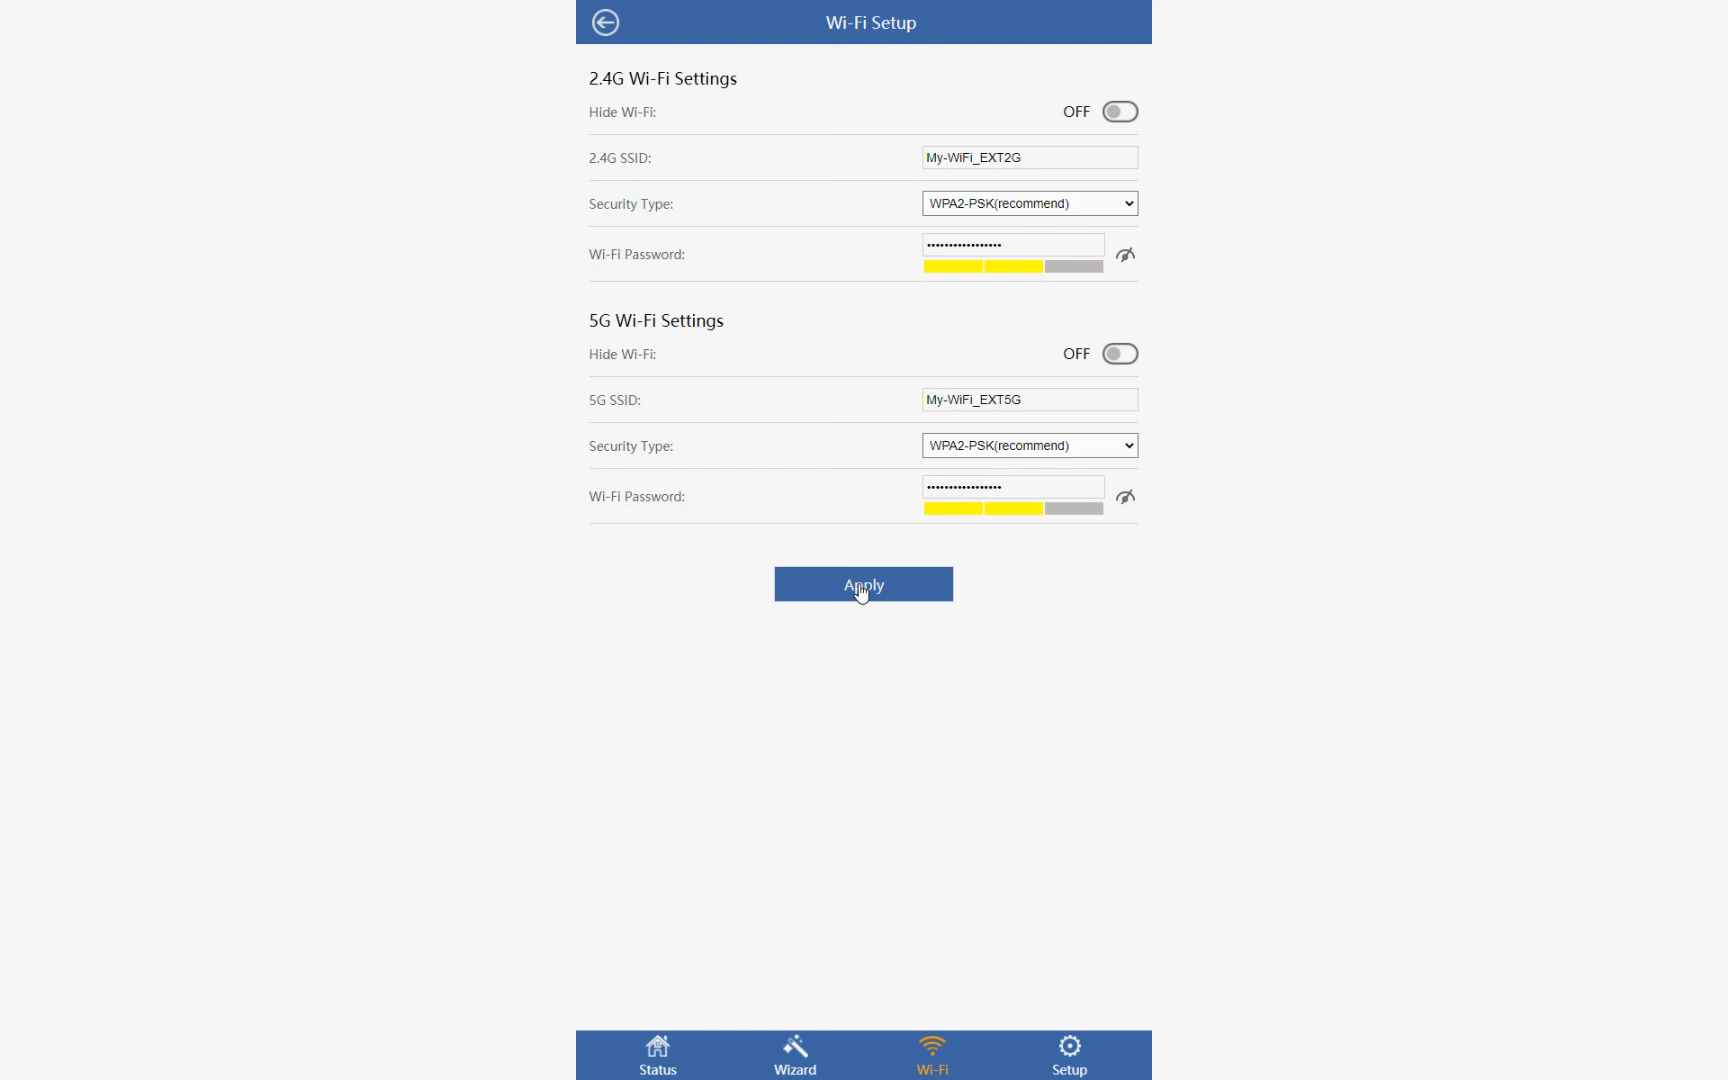 Wi-Fi Setup
2.4G Wi-Fi Settings
Hide Wi-Fi: OFF
2.4G SSID: My-WiFi_EXT2G
Security Type: WPA2-PSK(recommend)
Wi-Fi Password: •••••••••••••••••
5G Wi-Fi Settings
Hide Wi-Fi: OFF
5G SSID: My-WiFi_EXT5G
Security Type: WPA2-PSK(recommend)
Wi-Fi Password: •••••••••••••••••
Apply
Status Wizard Wi-Fi Setup